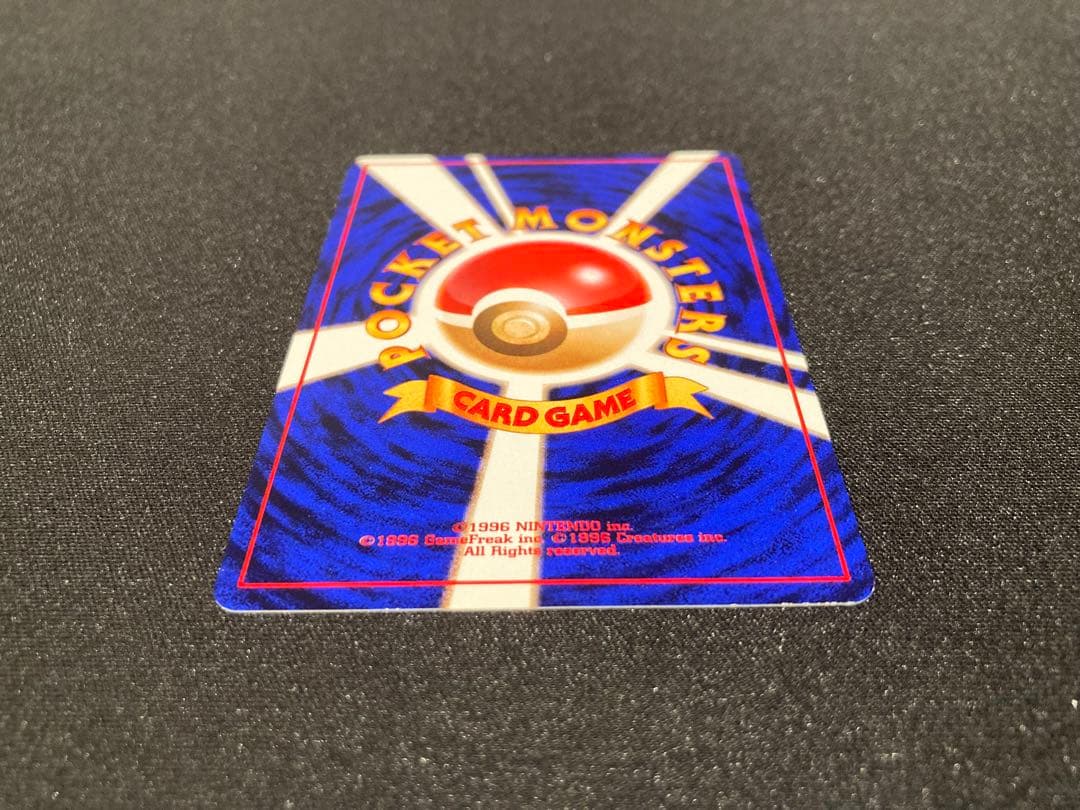 POCKET MONSTERS
CARD GAME
©1996 NINTENDO inc.
©1996 GameFreak inc. ©1996 Creatures inc.
All Rights reserved.